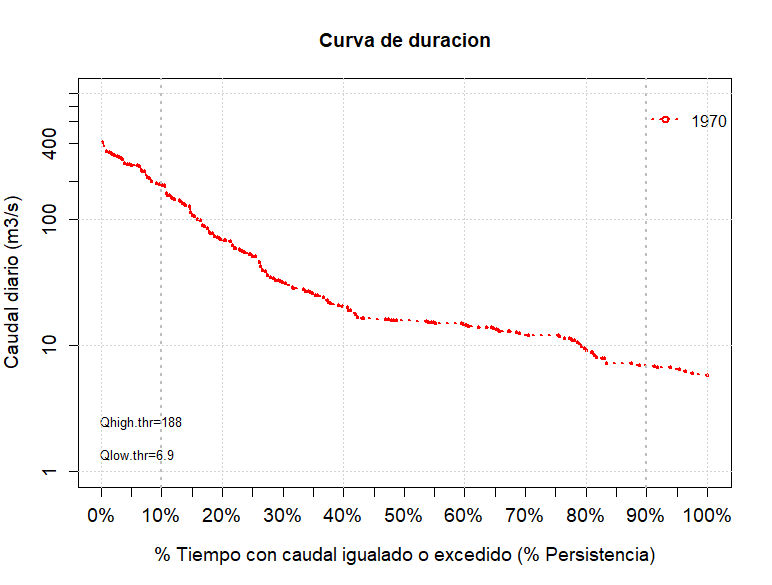 Curva de duracion
1970
Caudal diario (m3/s)
400
100
10
1
Qhigh.thr=188
Qlow.thr=6.9
0% 10% 20% 30% 40% 50% 60% 70% 80% 90% 100%
% Tiempo con caudal igualado o excedido (% Persistencia)